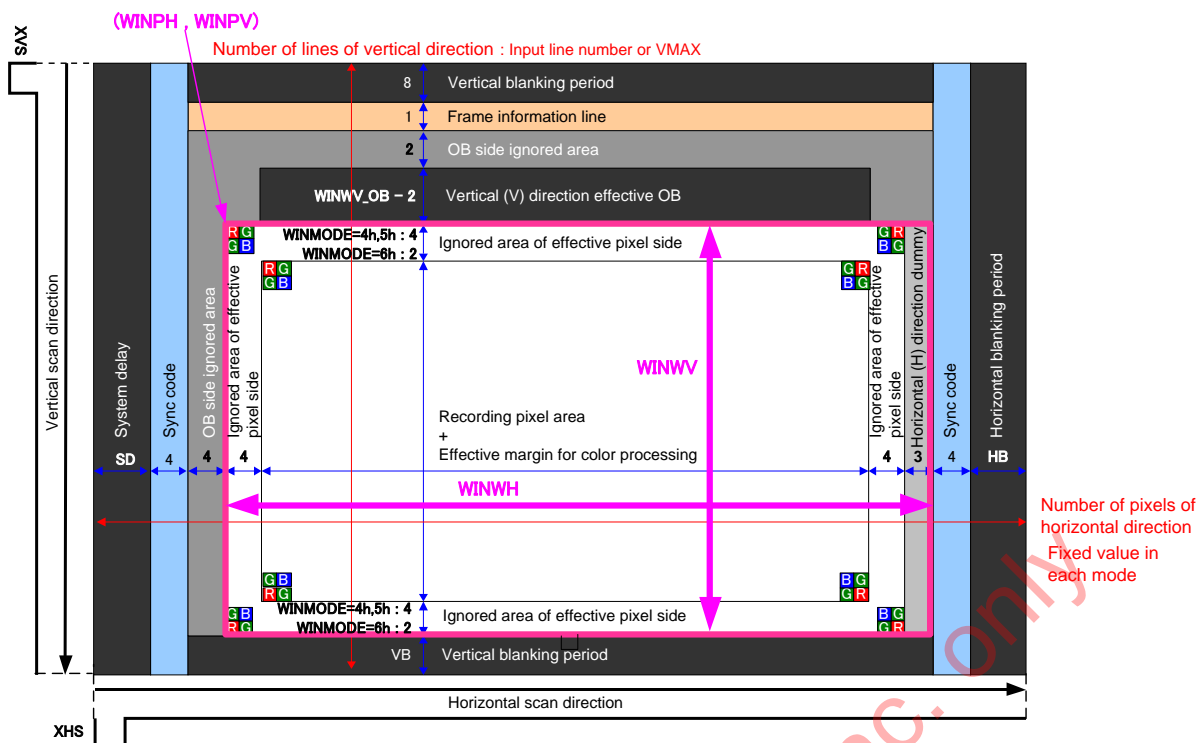 (WINPH , WINPV)
XVS
Number of lines of vertical direction : Input line number or VMAX
8 Vertical blanking period
1 Frame information line
2 OB side ignored area
WINWV_OB – 2 Vertical (V) direction effective OB
R G WINMODE=4h,5h : 4 Ignored area of effective pixel side G R
G B WINMODE=6h : 2 B G
R G G R
G B B G
Vertical scan direction
System delay
SD
Sync code
4
OB side ignored area
4
Ignored area of effective
pixel side
4
WINWV
Recording pixel area
+
Effective margin for color processing
WINWH
Ignored area of effective
pixel side
4
Horizontal (H) direction dummy
3
Sync code
4
Horizontal blanking period
HB
Number of pixels of
horizontal direction
Fixed value in
each mode
G B B G
R G G R
G B WINMODE=4h,5h : 4 Ignored area of effective pixel side B G
R G WINMODE=6h : 2 G R
VB Vertical blanking period
Horizontal scan direction
XHS
nc. only